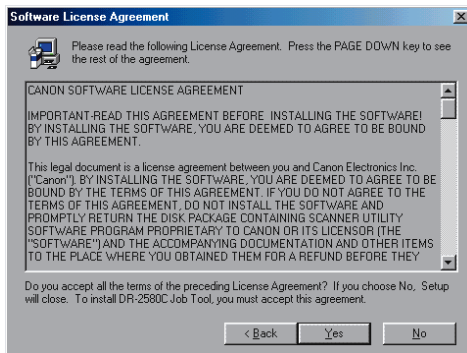 Software License Agreement
Please read the following License Agreement. Press the PAGE DOWN key to see
the rest of the agreement.
CANON SOFTWARE LICENSE AGREEMENT
IMPORTANT-READ THIS AGREEMENT BEFORE INSTALLING THE SOFTWARE!
BY INSTALLING THE SOFTWARE, YOU ARE DEEMED TO AGREE TO BE BOUND
BY THIS AGREEMENT.
This legal document is a license agreement between you and Canon Electronics Inc.
("Canon"). BY INSTALLING THE SOFTWARE, YOU ARE DEEMED TO AGREE TO BE
BOUND BY THE TERMS OF THIS AGREEMENT. IF YOU DO NOT AGREE TO THE
TERMS OF THIS AGREEMENT, DO NOT INSTALL THE SOFTWARE AND
PROMPTLY RETURN THE DISK PACKAGE CONTAINING SCANNER UTILITY
SOFTWARE PROGRAM PROPRIETARY TO CANON OR ITS LICENSOR (THE
"SOFTWARE") AND THE ACCOMPANYING DOCUMENTATION AND OTHER ITEMS
TO THE PLACE WHERE YOU OBTAINED THEM FOR A REFUND BEFORE THEY
Do you accept all the terms of the preceding License Agreement? If you choose No, Setup
will close. To install DR-2580C Job Tool, you must accept this agreement.
< Back Yes No